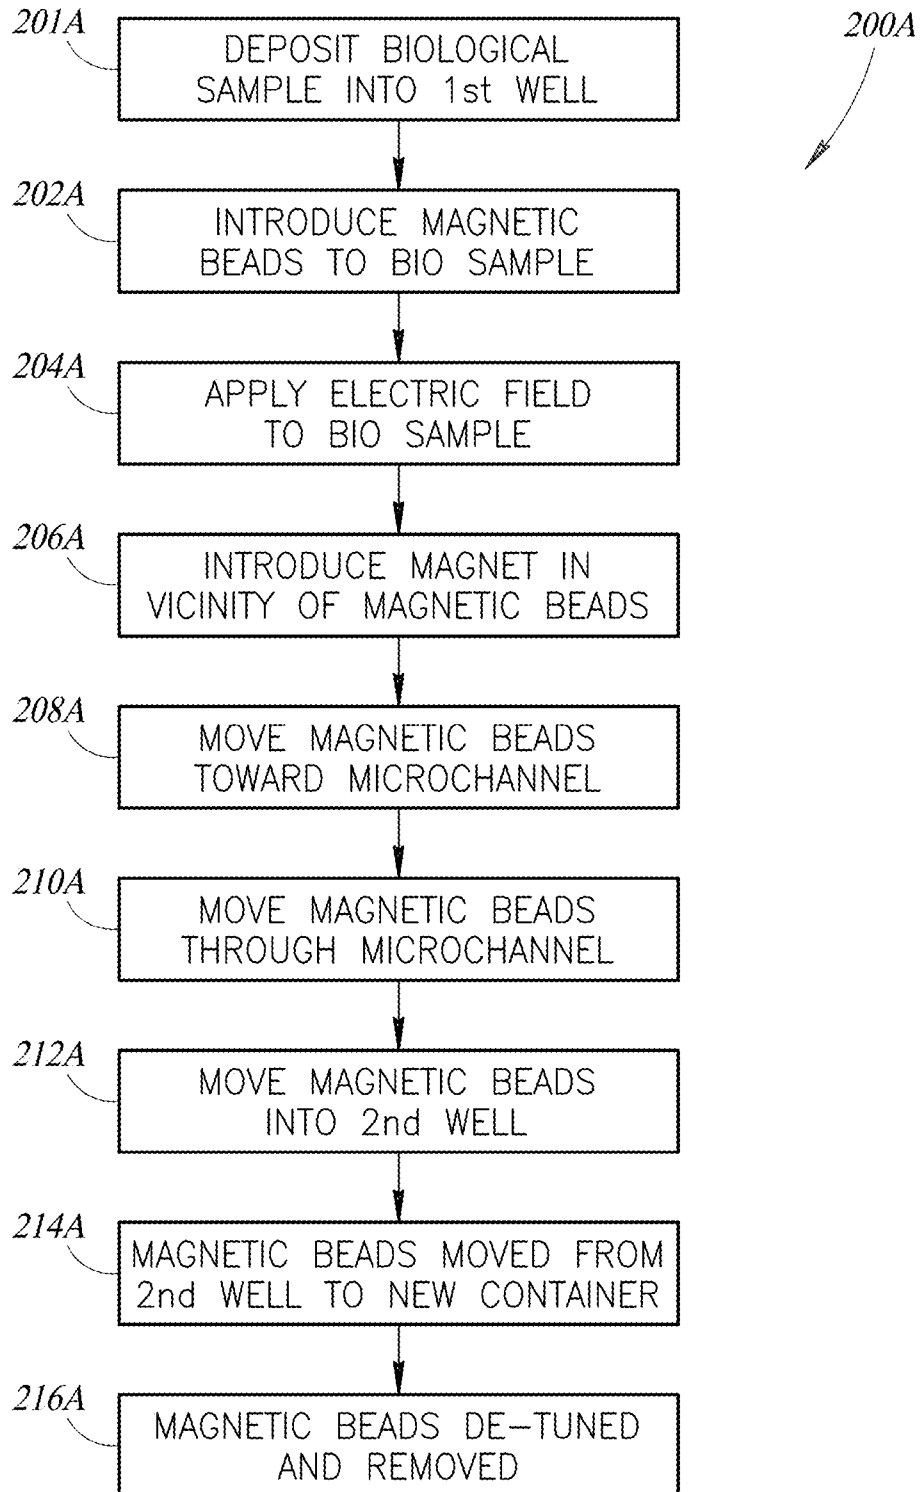 201A
200A
DEPOSIT BIOLOGICAL
SAMPLE INTO 1st WELL
202A
INTRODUCE MAGNETIC
BEADS TO BIO SAMPLE
204A
APPLY ELECTRIC FIELD
TO BIO SAMPLE
206A
INTRODUCE MAGNET IN
VICINITY OF MAGNETIC BEADS
208A
MOVE MAGNETIC BEADS
TOWARD MICROCHANNEL
210A
MOVE MAGNETIC BEADS
THROUGH MICROCHANNEL
212A
MOVE MAGNETIC BEADS
INTO 2nd WELL
214A
MAGNETIC BEADS MOVED FROM
2nd WELL TO NEW CONTAINER
216A
MAGNETIC BEADS DE-TUNED
AND REMOVED